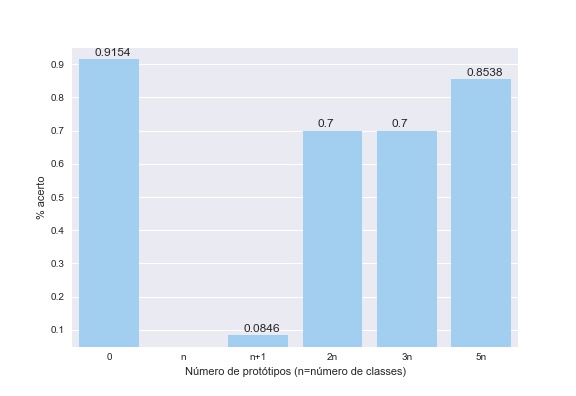 0.9154
0.9
0.8538
0.8
0.7
0.7
0.7
0.6
0.5
0.4
0.3
0.2
0.1
0.0846
% acerto
0
n
n+1
2n
3n
5n
Número de protótipos (n=número de classes)